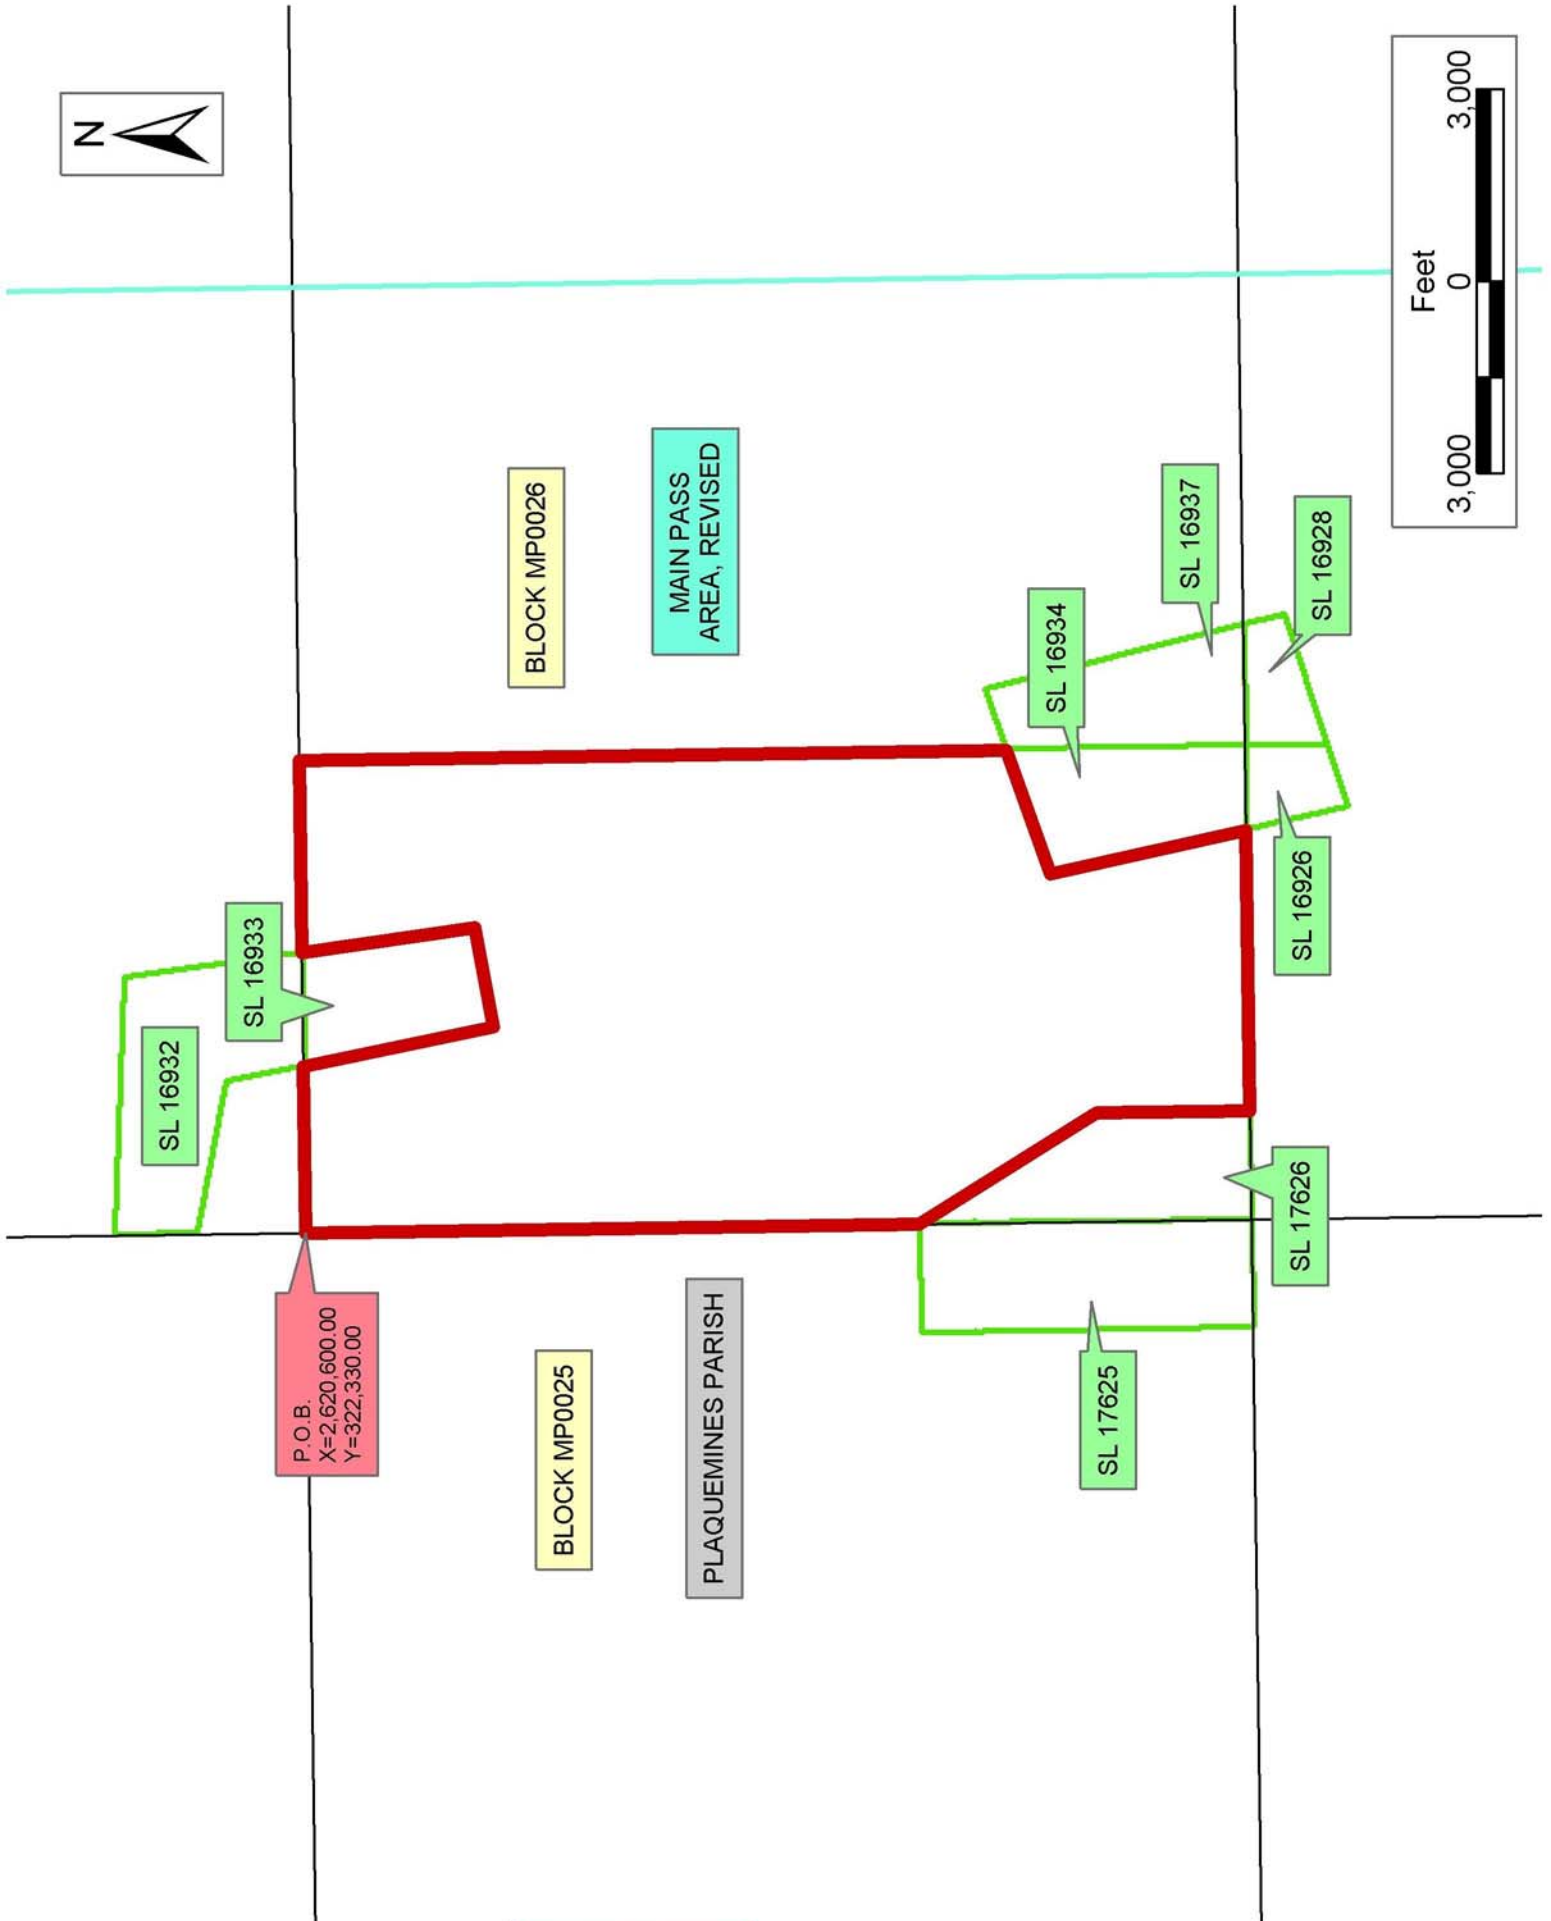 N
P.O.B.
X=2,620,600.00
Y=322,330.00
SL 16932
SL 16933
BLOCK MP0025
BLOCK MP0026
PLAQUEMINES PARISH
MAIN PASS
AREA, REVISED
SL 17625
SL 17626
SL 16934
SL 16937
SL 16926
SL 16928
Feet
3,000
0
3,000